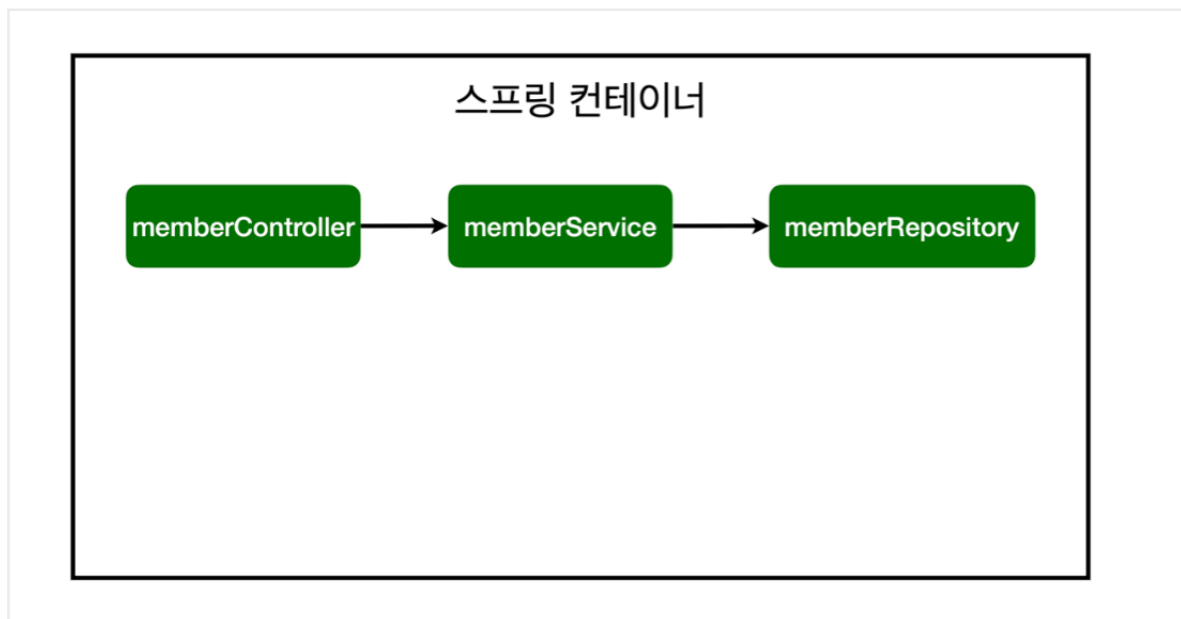 스프링 컨테이너
memberController
memberService
memberRepository